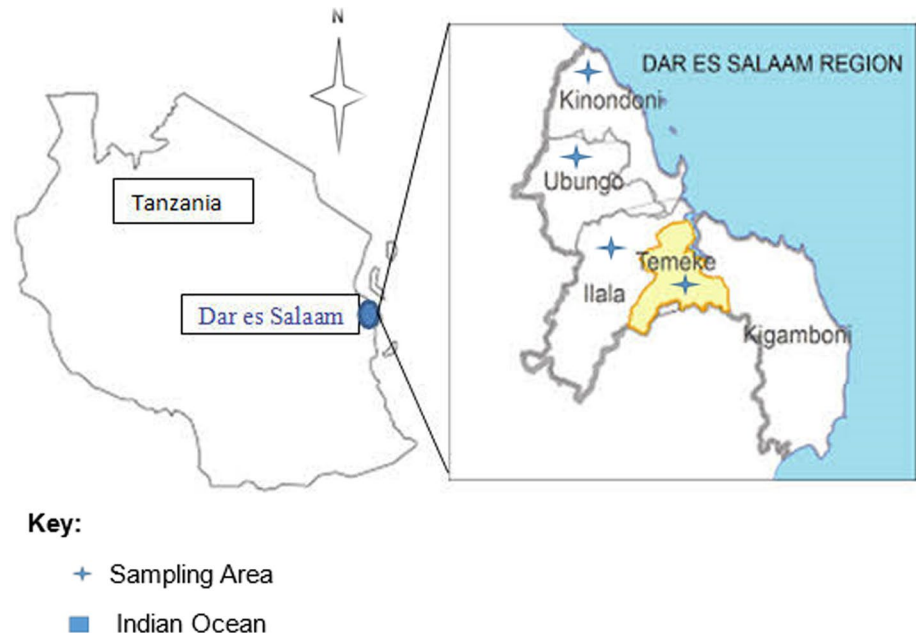 N
Tanzania
Dar es Salaam
DAR ES SALAAM REGION
Kinondoni
Ubungo
Temeke
Ilala
Kigamboni
Key:
Sampling Area
Indian Ocean